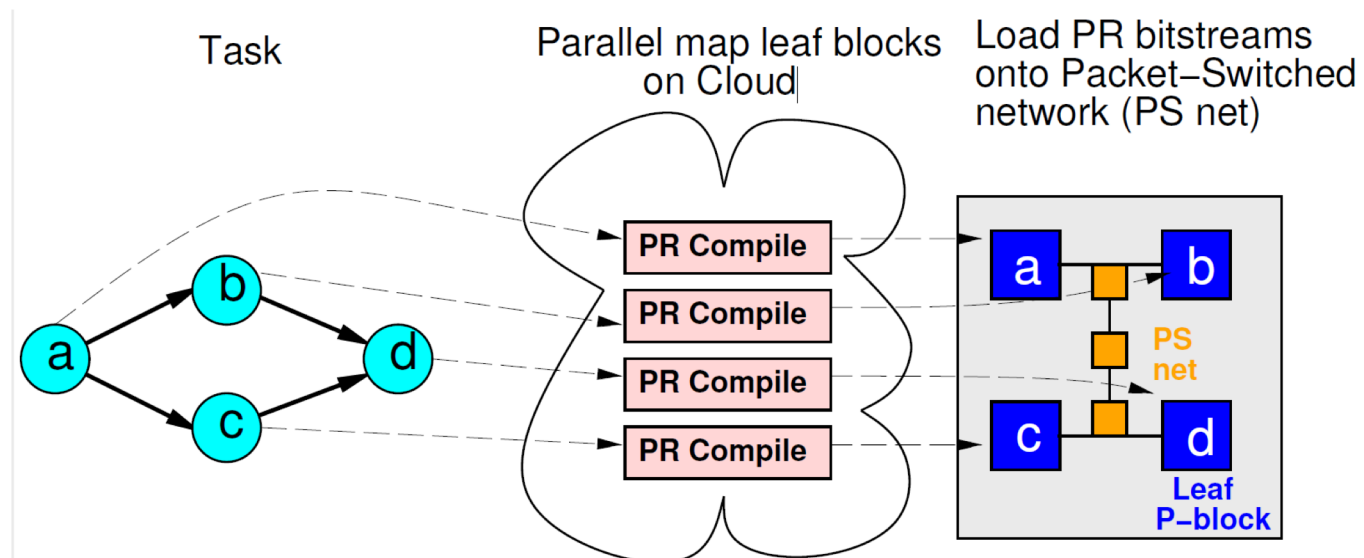 Task
Parallel map leaf blocks
on Cloud
Load PR bitstreams
onto Packet–Switched
network (PS net)
a
b
c
d
PR Compile
PR Compile
PR Compile
PR Compile
a
b
PS
net
c
d
Leaf
P–block